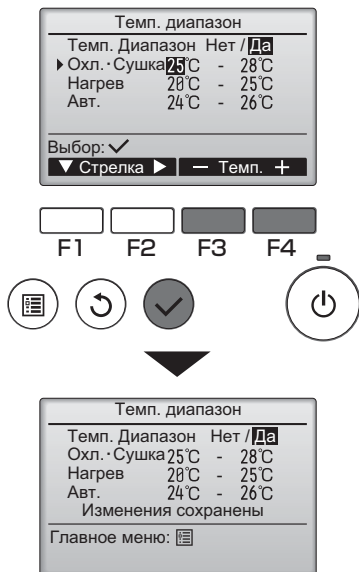 Темп. диапазон
Темп. Диапазон Нет / Да
Охл.·Сушка 25°C - 28°C
Нагрев 20°C - 25°C
Авт. 24°C - 26°C
Выбор: ✓
▼ Стрелка ▶ − Темп. +
F1 F2 F3 F4
Темп. диапазон
Темп. Диапазон Нет / Да
Охл.·Сушка 25°C - 28°C
Нагрев 20°C - 25°C
Авт. 24°C - 26°C
Изменения сохранены
Главное меню: